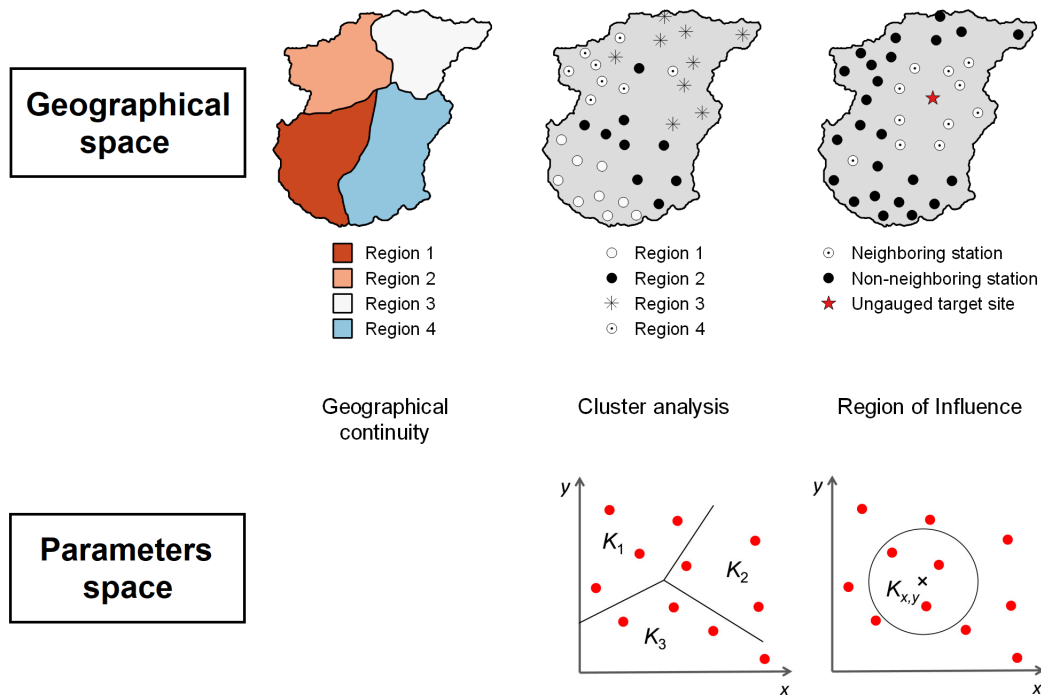 Geographical
space
Region 1
Region 2
Region 3
Region 4
Region 1
Region 2
Region 3
Region 4
Neighboring station
Non-neighboring station
Ungauged target site
Geographical
continuity
Cluster analysis
Region of Influence
Parameters
space
y
K1
K2
K3
x
y
Kx,y
x